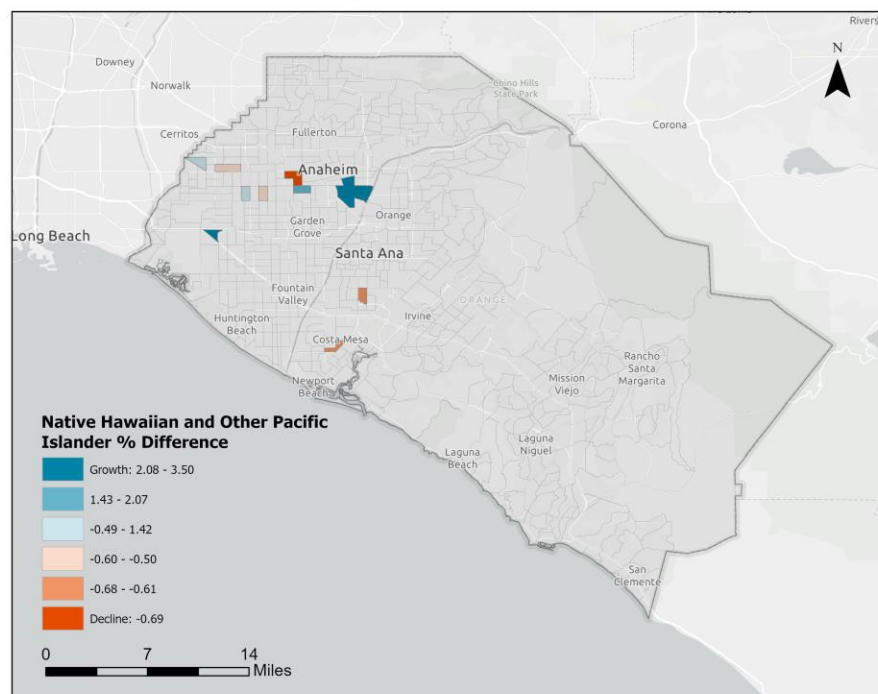 Downey
Norwalk
Chino Hills
State Park
Rivers
N
Corona
Cerritos
Fullerton
Anaheim
Long Beach
Garden
Grove
Orange
Santa Ana
Fountain
Valley
ORANGE
Irvine
Huntington
Beach
Costa Mesa
Newport
Beach
Rancho
Santa
Margarita
Mission
Viejo
Laguna
Niguel
Laguna
Beach
San
Clemente
Native Hawaiian and Other Pacific
Islander % Difference
Growth: 2.08 - 3.50
1.43 - 2.07
-0.49 - 1.42
-0.60 - -0.50
-0.68 - -0.61
Decline: -0.69
0 7 14
Miles